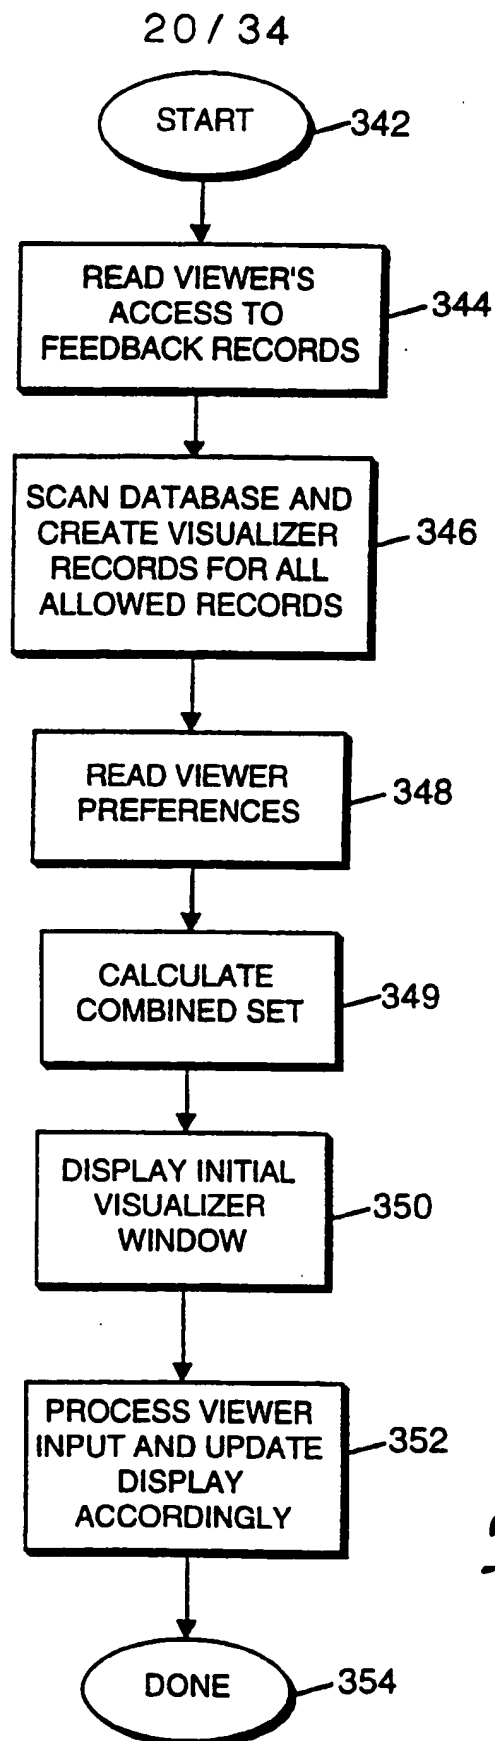 20 / 34
START
342
READ VIEWER'S
ACCESS TO
FEEDBACK RECORDS
344
SCAN DATABASE AND
CREATE VISUALIZER
RECORDS FOR ALL
ALLOWED RECORDS
346
READ VIEWER
PREFERENCES
348
CALCULATE
COMBINED SET
349
DISPLAY INITIAL
VISUALIZER
WINDOW
350
PROCESS VIEWER
INPUT AND UPDATE
DISPLAY
ACCORDINGLY
352
DONE
354